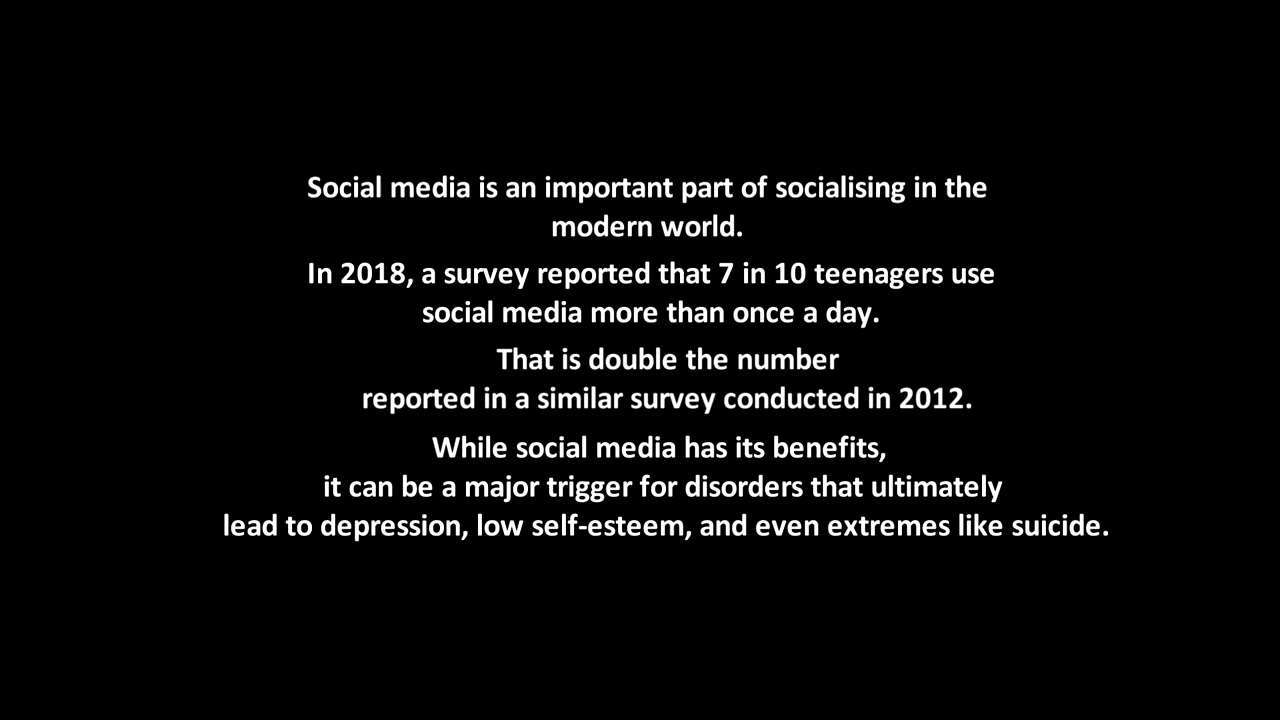 Social media is an important part of socialising in the
modern world.
In 2018, a survey reported that 7 in 10 teenagers use
social media more than once a day.
That is double the number
reported in a similar survey conducted in 2012.
While social media has its benefits,
it can be a major trigger for disorders that ultimately
lead to depression, low self-esteem, and even extremes like suicide.